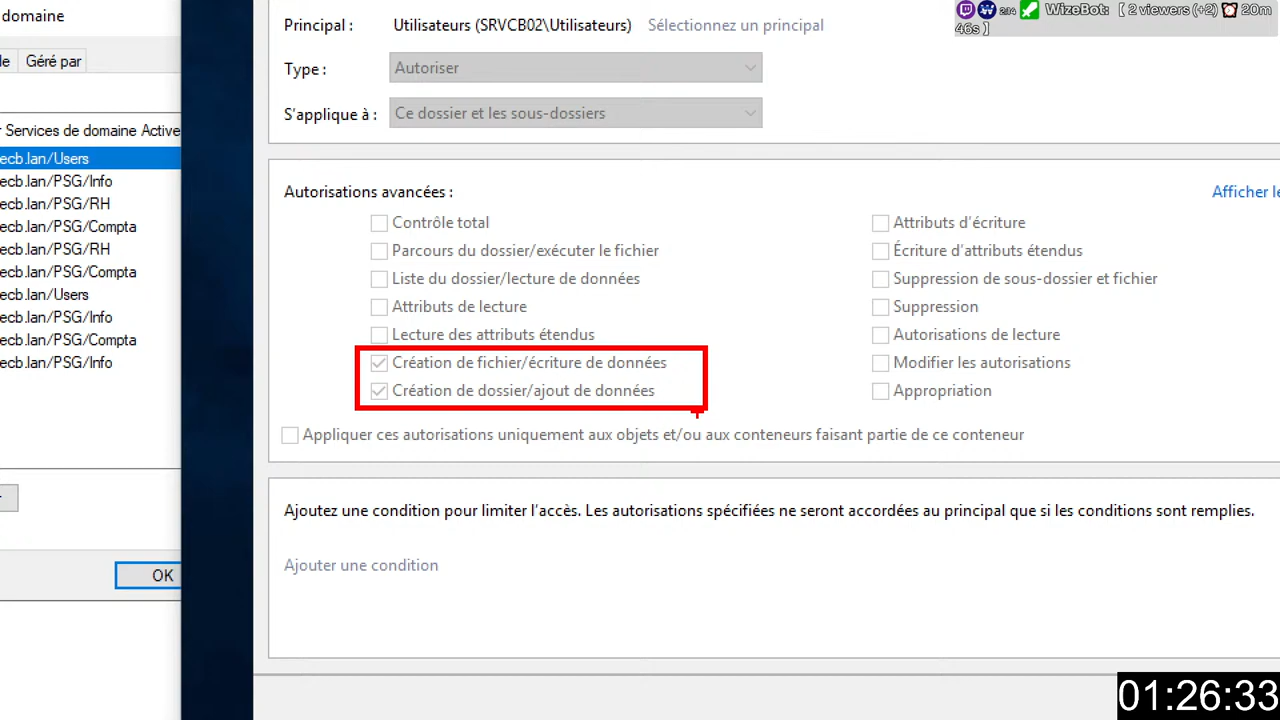 domaine
le
Géré par
r Services de domaine Active
ecb.lan/Users
ecb.lan/PSG/Info
ecb.lan/PSG/RH
ecb.lan/PSG/Compta
ecb.lan/PSG/RH
ecb.lan/PSG/Compta
ecb.lan/Users
ecb.lan/PSG/Info
ecb.lan/PSG/Compta
ecb.lan/PSG/Info
OK
Principal :
Utilisateurs (SRVCB02\Utilisateurs)
Sélectionnez un principal
WizeBot: [ 2 viewers (+2) 20m
46s ]
Type :
Autoriser
S'applique à :
Ce dossier et les sous-dossiers
Autorisations avancées :
Afficher le
Contrôle total
Parcours du dossier/exécuter le fichier
Liste du dossier/lecture de données
Attributs de lecture
Lecture des attributs étendus
Création de fichier/écriture de données
Création de dossier/ajout de données
Attributs d'écriture
Écriture d'attributs étendus
Suppression de sous-dossier et fichier
Suppression
Autorisations de lecture
Modifier les autorisations
Appropriation
Appliquer ces autorisations uniquement aux objets et/ou aux conteneurs faisant partie de ce conteneur
Ajoutez une condition pour limiter l'accès. Les autorisations spécifiées ne seront accordées au principal que si les conditions sont remplies.
Ajouter une condition
01:26:33